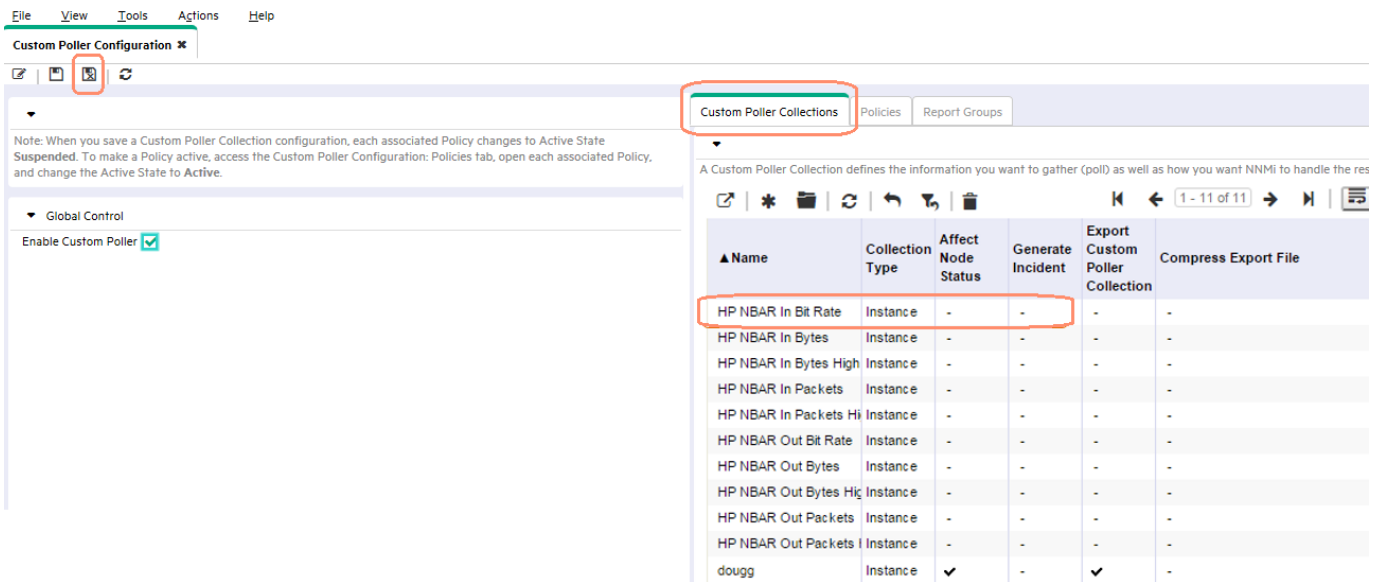 File View Tools Actions Help
Custom Poller Configuration ✖
Note: When you save a Custom Poller Collection configuration, each associated Policy changes to Active State
Suspended. To make a Policy active, access the Custom Poller Configuration: Policies tab, open each associated Policy,
and change the Active State to Active.
Global Control
Enable Custom Poller
Custom Poller Collections Policies Report Groups
A Custom Poller Collection defines the information you want to gather (poll) as well as how you want NNMi to handle the res
1 - 11 of 11
▲Name Collection Type Affect Node Status Generate Incident Export Custom Poller Collection Compress Export File
HP NBAR In Bit Rate Instance - - - -
HP NBAR In Bytes Instance - - - -
HP NBAR In Bytes High Instance - - - -
HP NBAR In Packets Instance - - - -
HP NBAR In Packets Hi Instance - - - -
HP NBAR Out Bit Rate Instance - - - -
HP NBAR Out Bytes Instance - - - -
HP NBAR Out Bytes Hig Instance - - - -
HP NBAR Out Packets Instance - - - -
HP NBAR Out Packets H Instance - - - -
dougg Instance ✔ - ✔ -